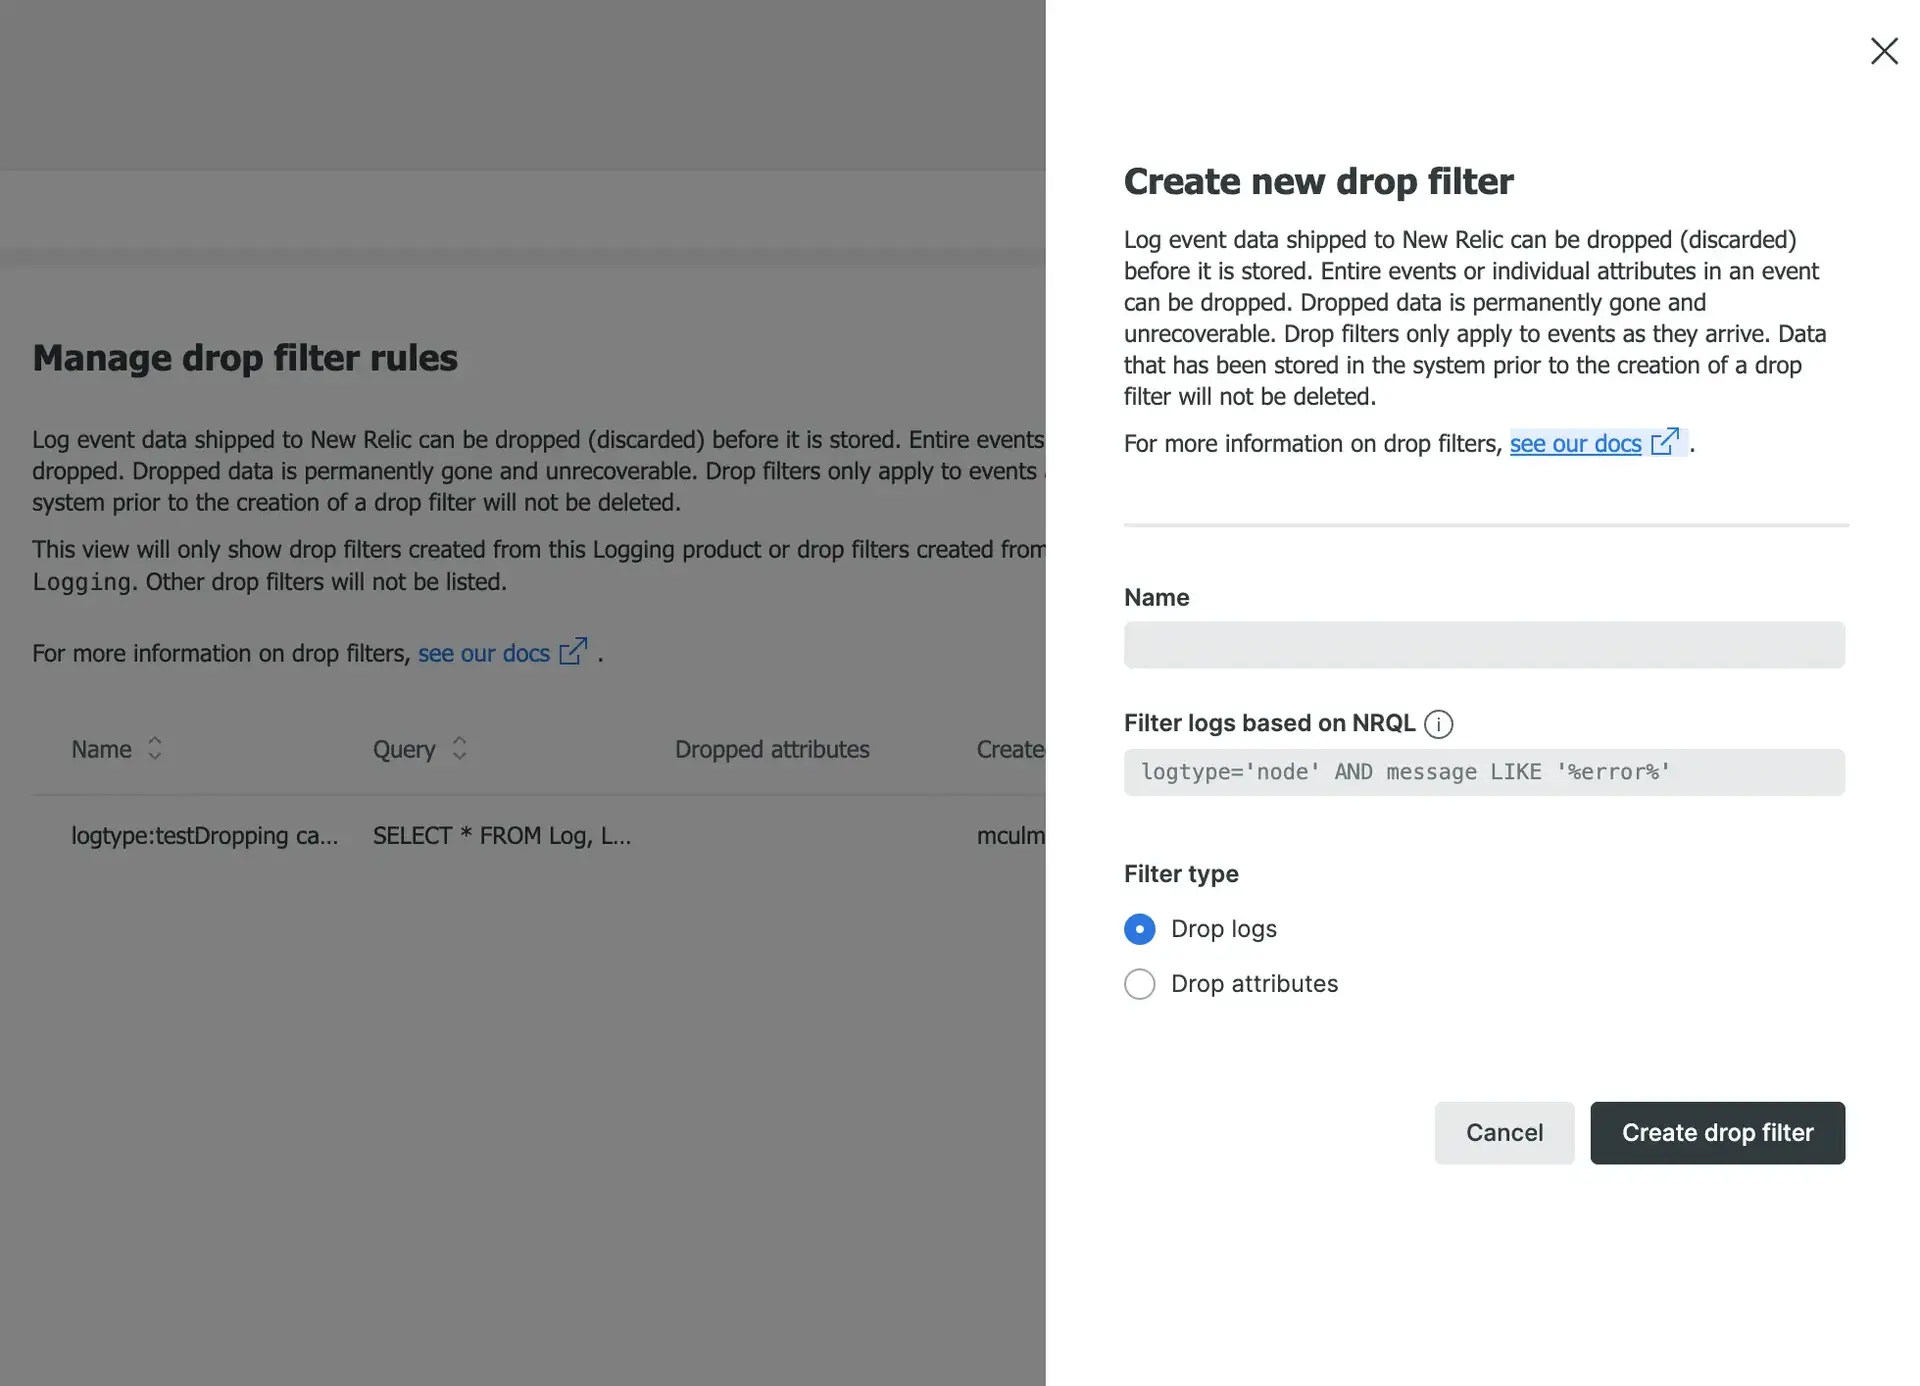 Manage drop filter rules
Log event data shipped to New Relic can be dropped (discarded) before it is stored. Entire events
dropped. Dropped data is permanently gone and unrecoverable. Drop filters only apply to events
system prior to the creation of a drop filter will not be deleted.
This view will only show drop filters created from this Logging product or drop filters created from
Logging. Other drop filters will not be listed.
For more information on drop filters, see our docs .
Name Query Dropped attributes Create
logtype:testDropping ca... SELECT * FROM Log, L... mculm
Create new drop filter
Log event data shipped to New Relic can be dropped (discarded)
before it is stored. Entire events or individual attributes in an event
can be dropped. Dropped data is permanently gone and
unrecoverable. Drop filters only apply to events as they arrive. Data
that has been stored in the system prior to the creation of a drop
filter will not be deleted.
For more information on drop filters, see our docs .
Name
Filter logs based on NRQL
logtype='node' AND message LIKE '%error%'
Filter type
Drop logs
Drop attributes
Cancel Create drop filter